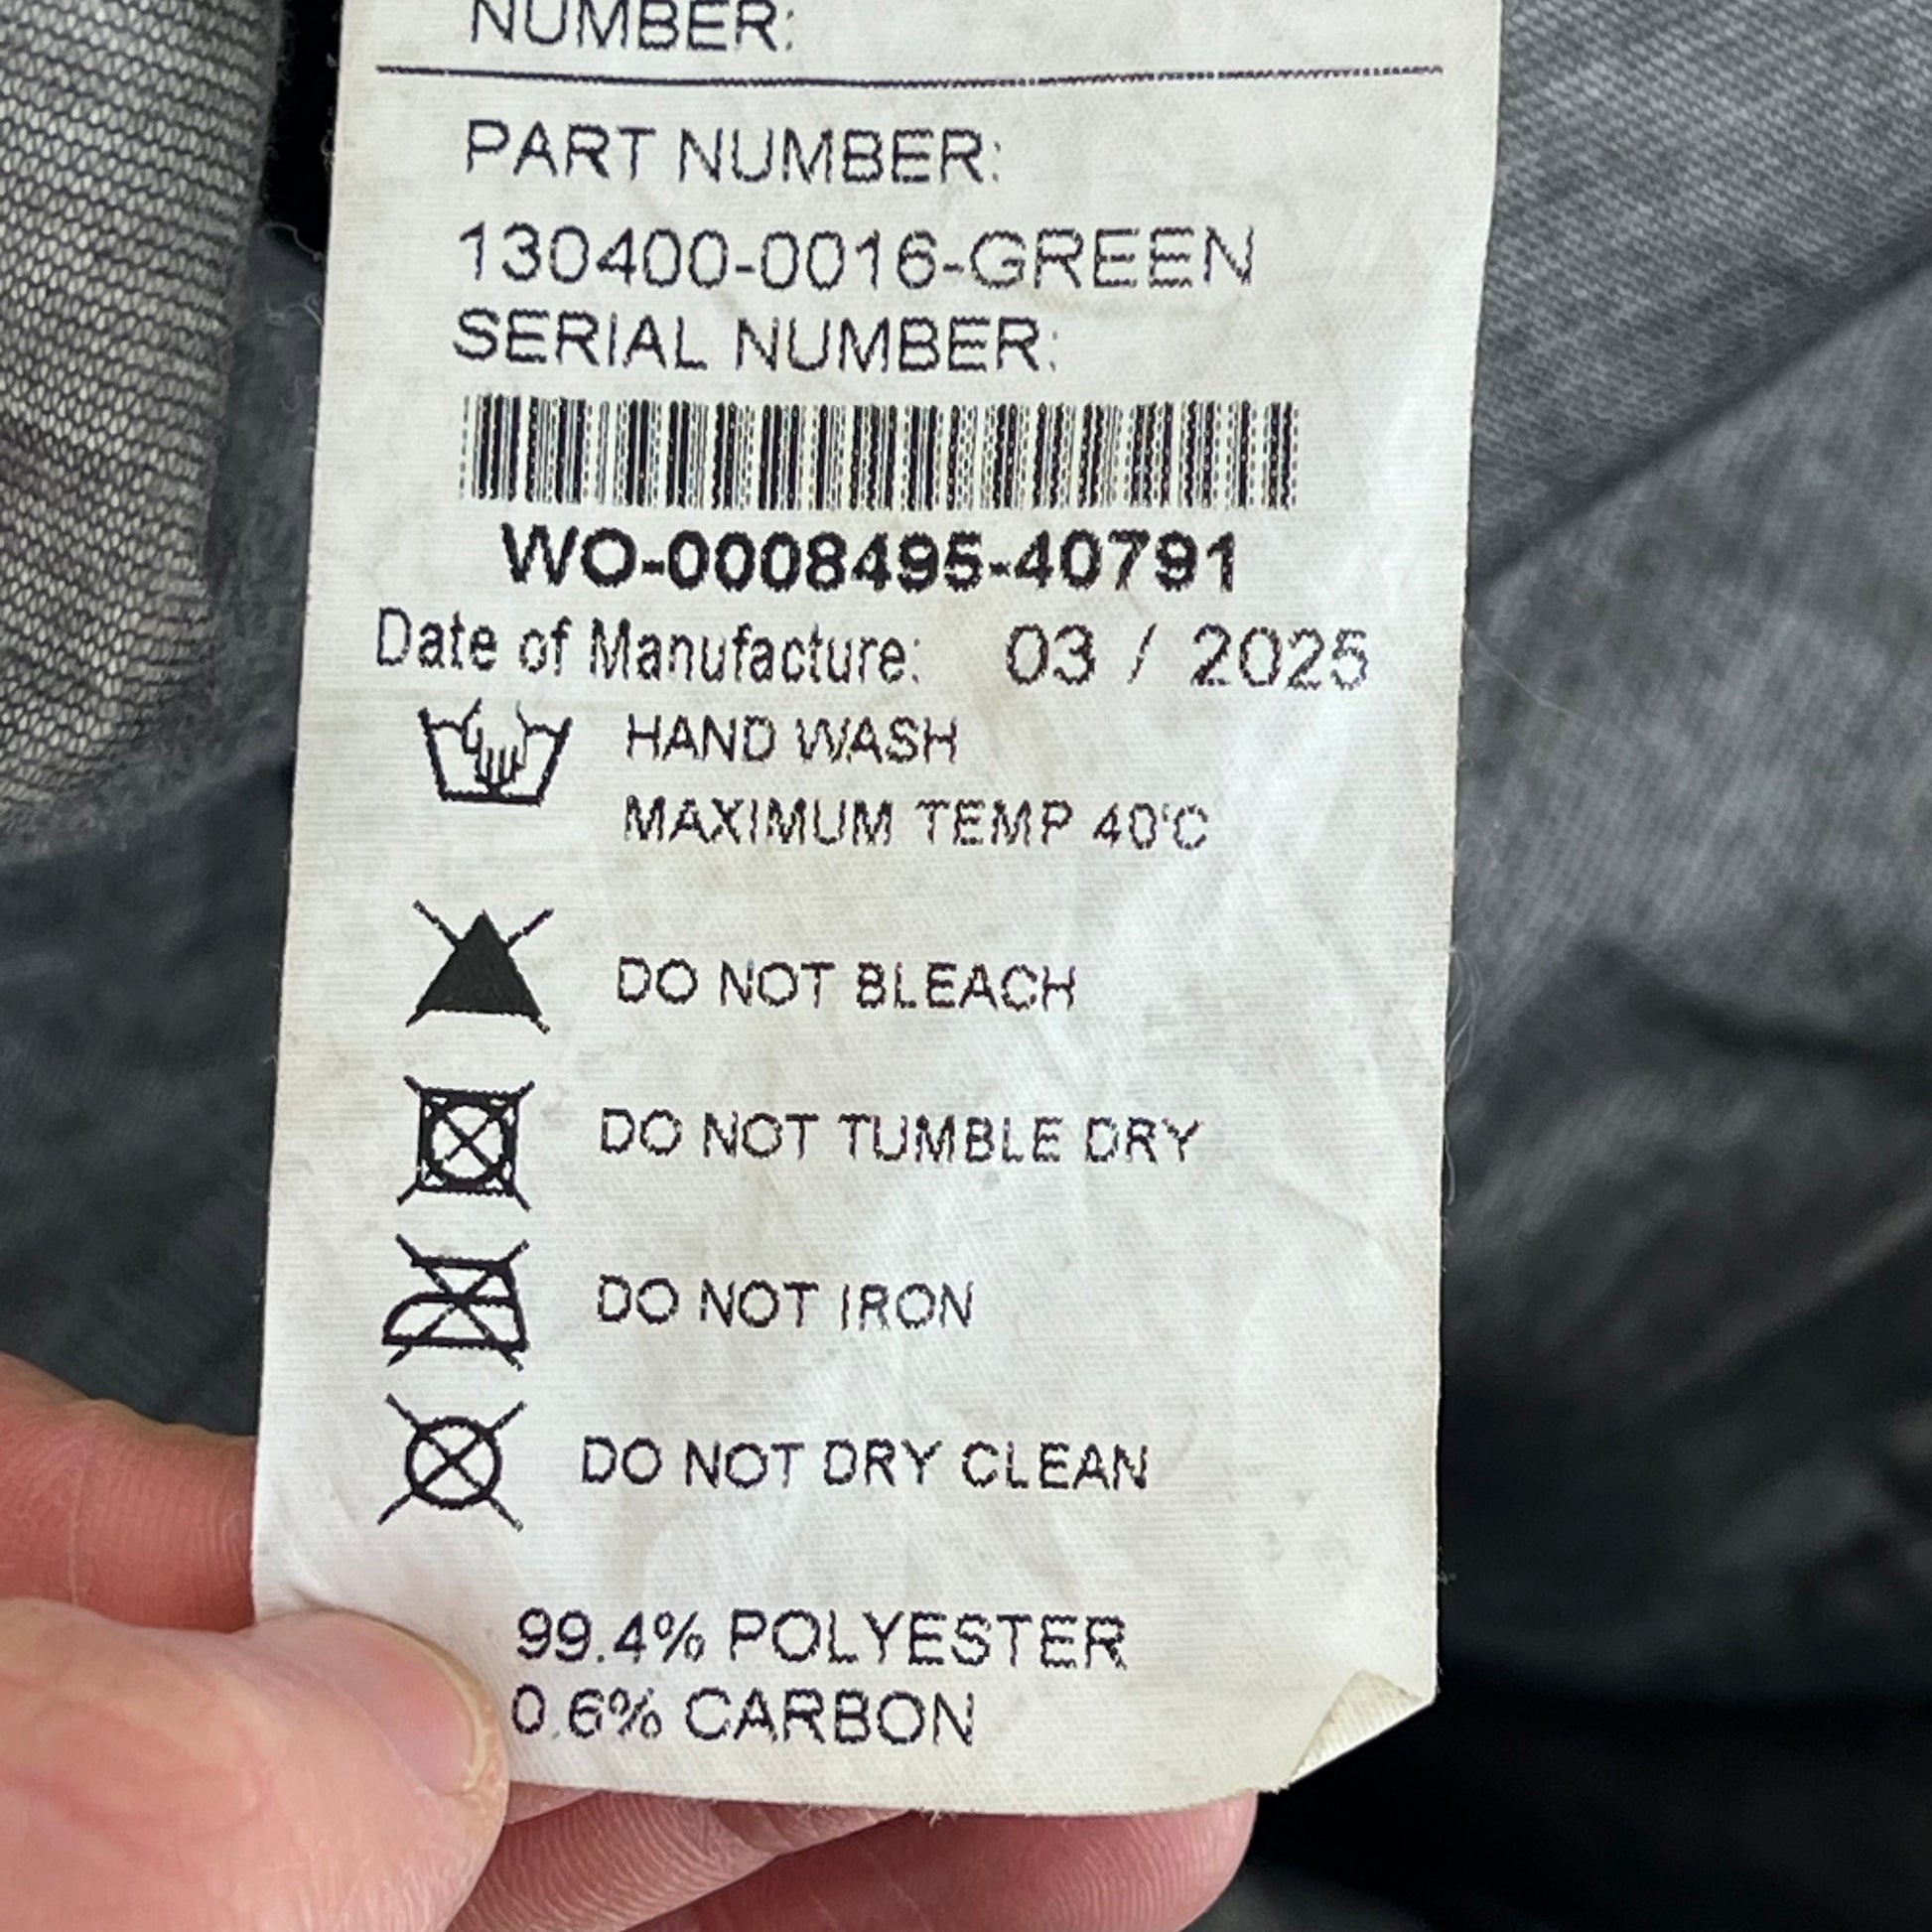 NUMBER:
PART NUMBER:
130400-0016-GREEN
SERIAL NUMBER:
WO-0008495-40791
Date of Manufacture: 03 / 2025
HAND WASH
MAXIMUM TEMP 40°C
DO NOT BLEACH
DO NOT TUMBLE DRY
DO NOT IRON
DO NOT DRY CLEAN
99.4% POLYESTER
0.6% CARBON